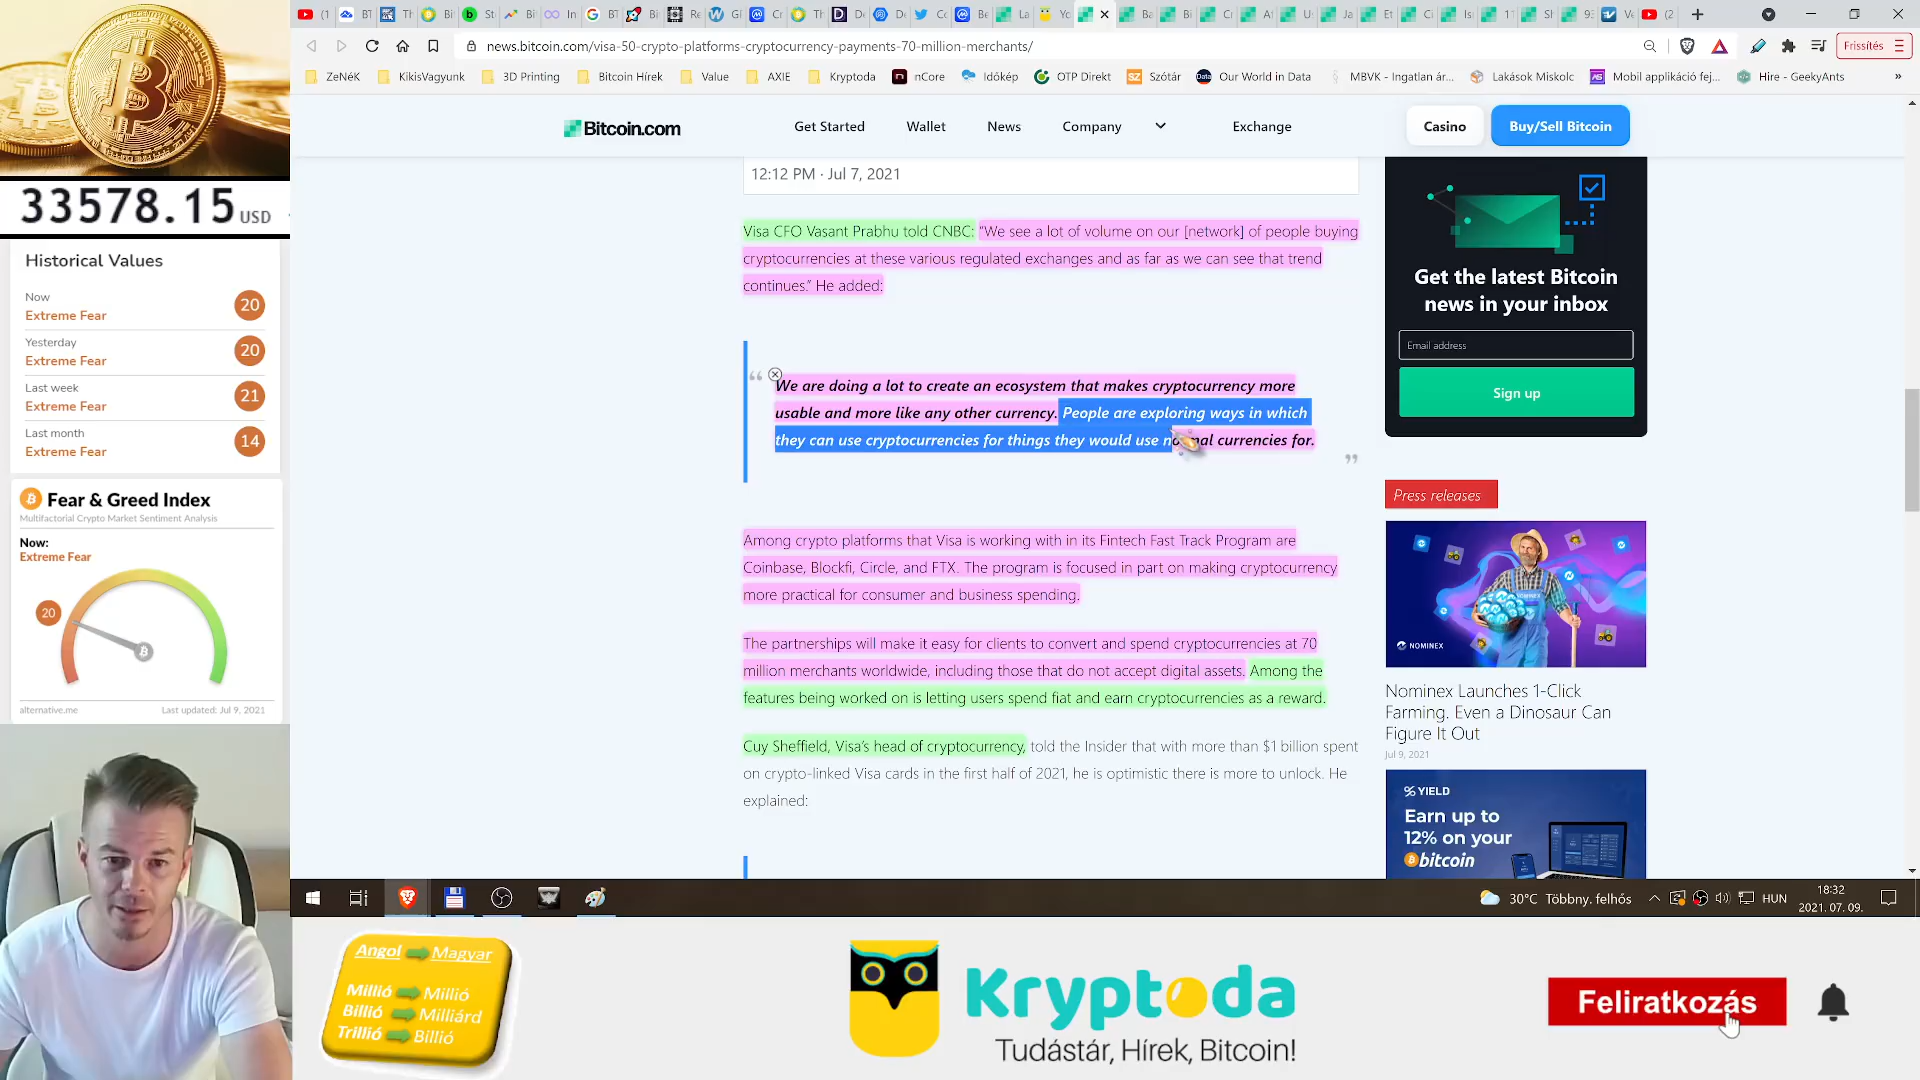 news.bitcoin.com/visa-50-crypto-platforms-cryptocurrency-payments-70-million-merchants/
Frissítés
ZeNéK
KikisVagyunk
3D Printing
Bitcoin Hírek
Value
AXIE
Kryptoda
nCore
Időkép
OTP Direkt
Szótár
Our World in Data
MBVK - Ingatlan ár...
Lakások Miskolc
Mobil applikáció fej...
Hire - GeekyAnts
»
Bitcoin.com
Get Started
Wallet
News
Company
Exchange
Casino
Buy/Sell Bitcoin
33578.15 USD
Historical Values
Now
Extreme Fear
20
Yesterday
Extreme Fear
20
Last week
Extreme Fear
21
Last month
Extreme Fear
14
Fear & Greed Index
Multifactorial Crypto Market Sentiment Analysis
Now:
Extreme Fear
20
alternative.me
Last updated: Jul 9, 2021
12:12 PM · Jul 7, 2021
Visa CFO Vasant Prabhu told CNBC: “We see a lot of volume on our [network] of people buying
cryptocurrencies at these various regulated exchanges and as far as we can see that trend
continues.” He added:
We are doing a lot to create an ecosystem that makes cryptocurrency more
usable and more like any other currency. People are exploring ways in which
they can use cryptocurrencies for things they would use normal currencies for.
Among crypto platforms that Visa is working with in its Fintech Fast Track Program are
Coinbase, Blockfi, Circle, and FTX. The program is focused in part on making cryptocurrency
more practical for consumer and business spending.
The partnerships will make it easy for clients to convert and spend cryptocurrencies at 70
million merchants worldwide, including those that do not accept digital assets. Among the
features being worked on is letting users spend fiat and earn cryptocurrencies as a reward.
Cuy Sheffield, Visa’s head of cryptocurrency, told the Insider that with more than $1 billion spent
on crypto-linked Visa cards in the first half of 2021, he is optimistic there is more to unlock. He
explained:
Get the latest Bitcoin
news in your inbox
Email address
Sign up
Press releases
NOMINEX
Nominex Launches 1-Click
Farming. Even a Dinosaur Can
Figure It Out
Jul 9, 2021
YIELD
Earn up to
12% on your
bitcoin
30°C Többny. felhős
HUN
18:32
2021. 07. 09.
Angol Magyar
Millió Millió
Billió Milliárd
Trillió Billió
Kryptoda
Tudástár, Hírek, Bitcoin!
Feliratkozás